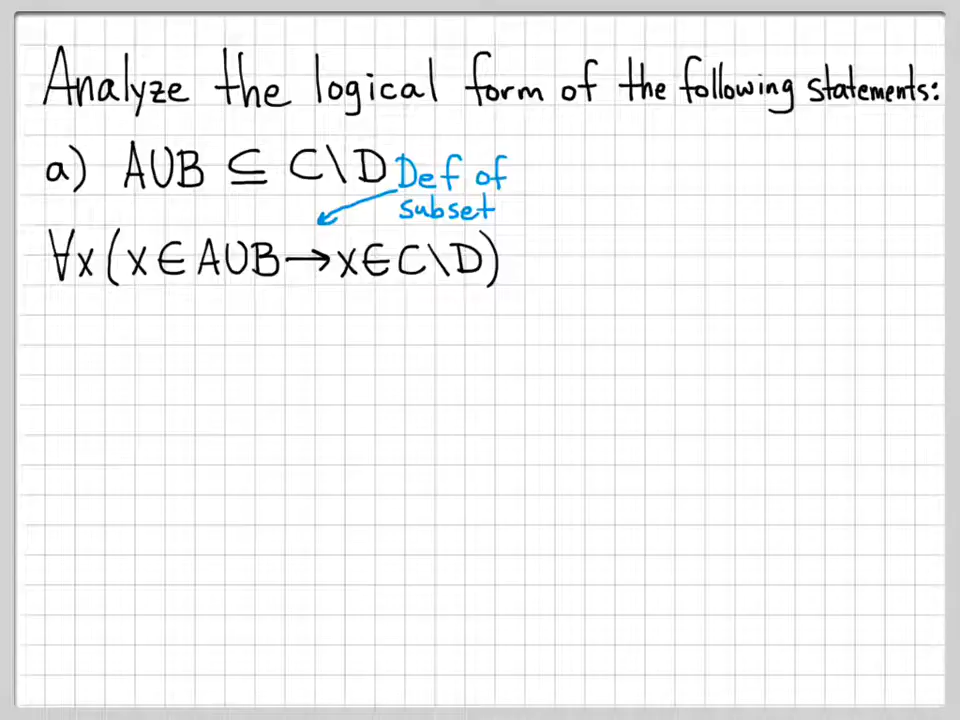 Analyze the logical form of the following statements:
a) A∪B ⊆ C\D
Def of
subset
∀x(x∈A∪B→x∈C\D)